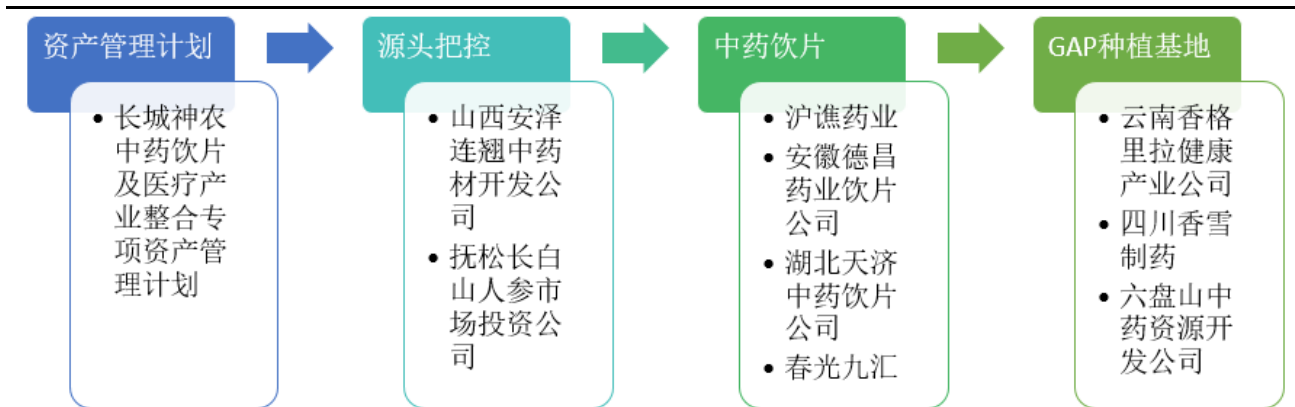 资产管理计划
• 长城神农
中药饮片
及医疗产
业整合专
项资产管
理计划
源头把控
• 山西安泽
连翘中药
材开发公
司
• 抚松长白
山人参市
场投资公
司
中药饮片
• 沪谯药业
• 安徽德昌
药业饮片
公司
• 湖北天济
中药饮片
公司
• 春光九汇
GAP种植基地
• 云南香格
里拉健康
产业公司
• 四川香雪
制药
• 六盘山中
药资源开
发公司